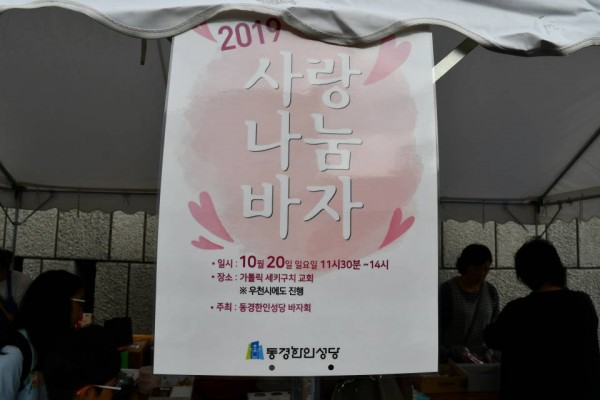 2019
사랑
나눔
바자
• 일시 : 10월 20일 일요일 11시30분 ~14시
• 장소 : 가톨릭 세키구치 교회
※ 우천시에도 진행
• 주최 : 동경한인성당 바자회
동경한인성당